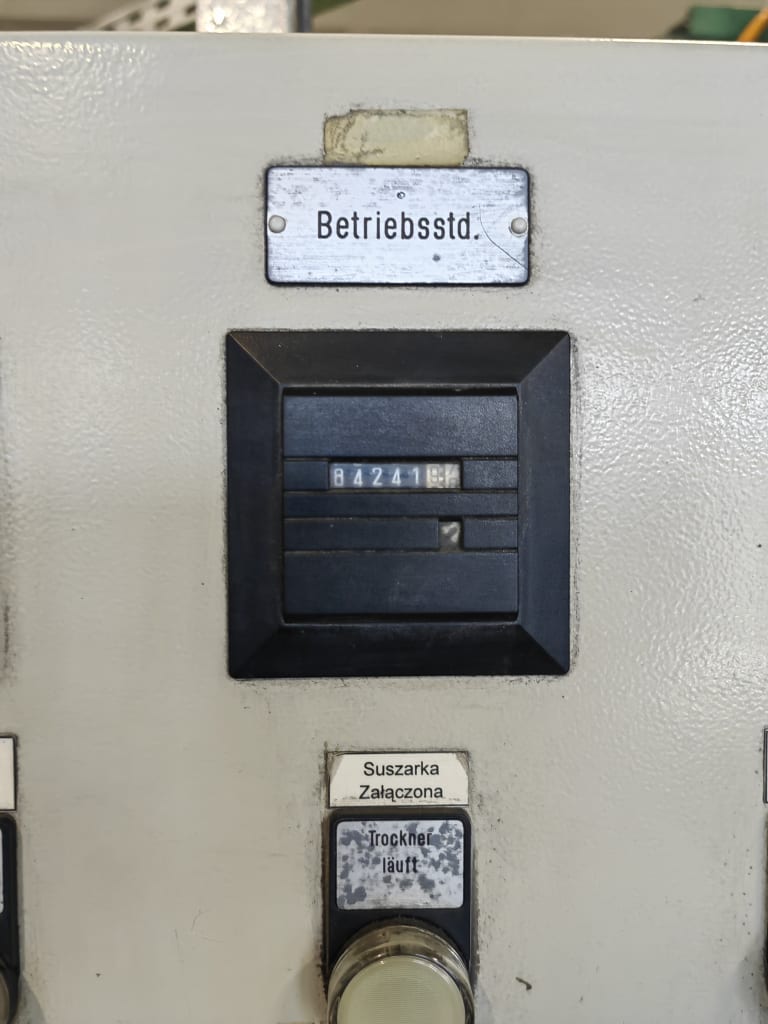 Betriebsstd.
84241
Suszarka
Załączona
Trockner
läuft